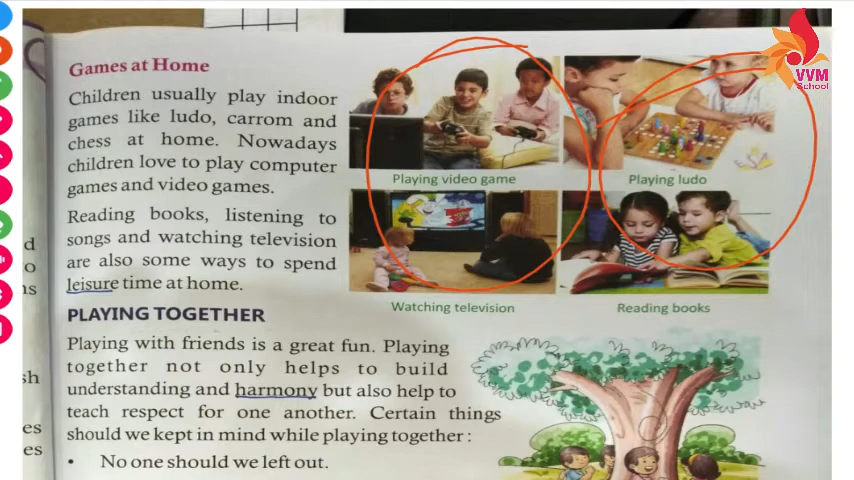 VVM
School
Games at Home
Children usually play indoor
games like ludo, carrom and
chess at home. Nowadays
children love to play computer
games and video games.
Reading books, listening to
songs and watching television
are also some ways to spend
leisure time at home.
Playing video game
Playing ludo
Watching television
Reading books
PLAYING TOGETHER
Playing with friends is a great fun. Playing
together not only helps to build
understanding and harmony but also help to
teach respect for one another. Certain things
should we kept in mind while playing together :
• No one should we left out.